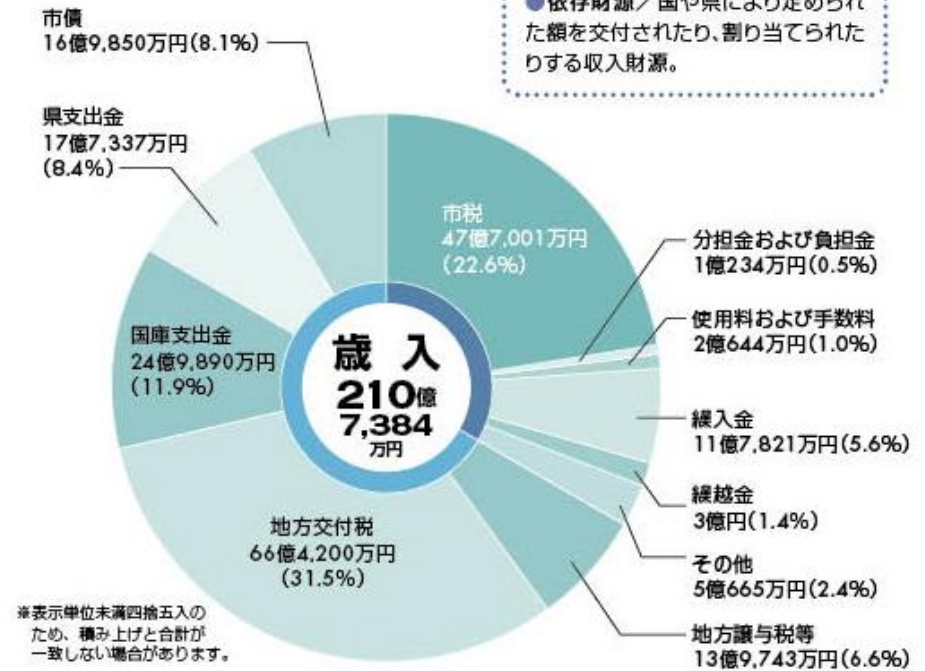 ●依存財源／国や県により定められ
た額を交付されたり、割り当てられた
りする収入財源。
市債
16億9,850万円(8.1%)
県支出金
17億7,337万円
(8.4%)
市税
47億7,001万円
(22.6%)
分担金および負担金
1億234万円(0.5%)
使用料および手数料
2億644万円(1.0%)
国庫支出金
24億9,890万円
(11.9%)
歳入
210億
7,384
万円
繰入金
11億7,821万円(5.6%)
繰越金
3億円(1.4%)
その他
5億665万円(2.4%)
地方交付税
66億4,200万円
(31.5%)
地方譲与税等
13億9,743万円(6.6%)
※表示単位未満四捨五入の
ため、積み上げと合計が
一致しない場合があります。